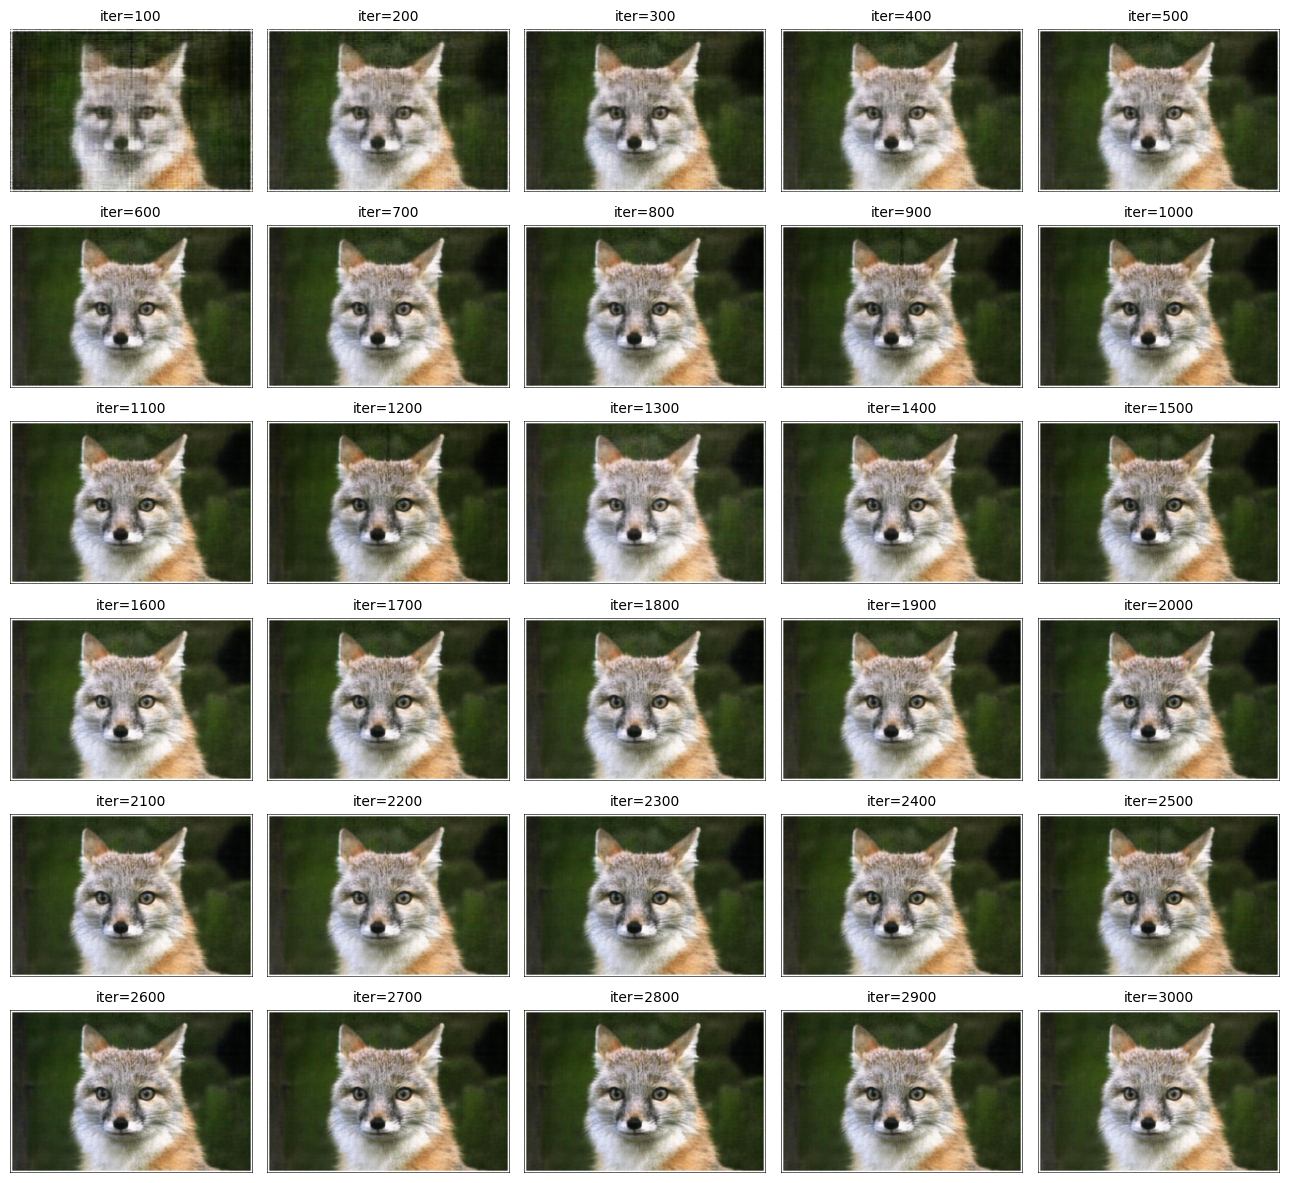 iter=100 iter=200 iter=300 iter=400 iter=500
iter=600 iter=700 iter=800 iter=900 iter=1000
iter=1100 iter=1200 iter=1300 iter=1400 iter=1500
iter=1600 iter=1700 iter=1800 iter=1900 iter=2000
iter=2100 iter=2200 iter=2300 iter=2400 iter=2500
iter=2600 iter=2700 iter=2800 iter=2900 iter=3000